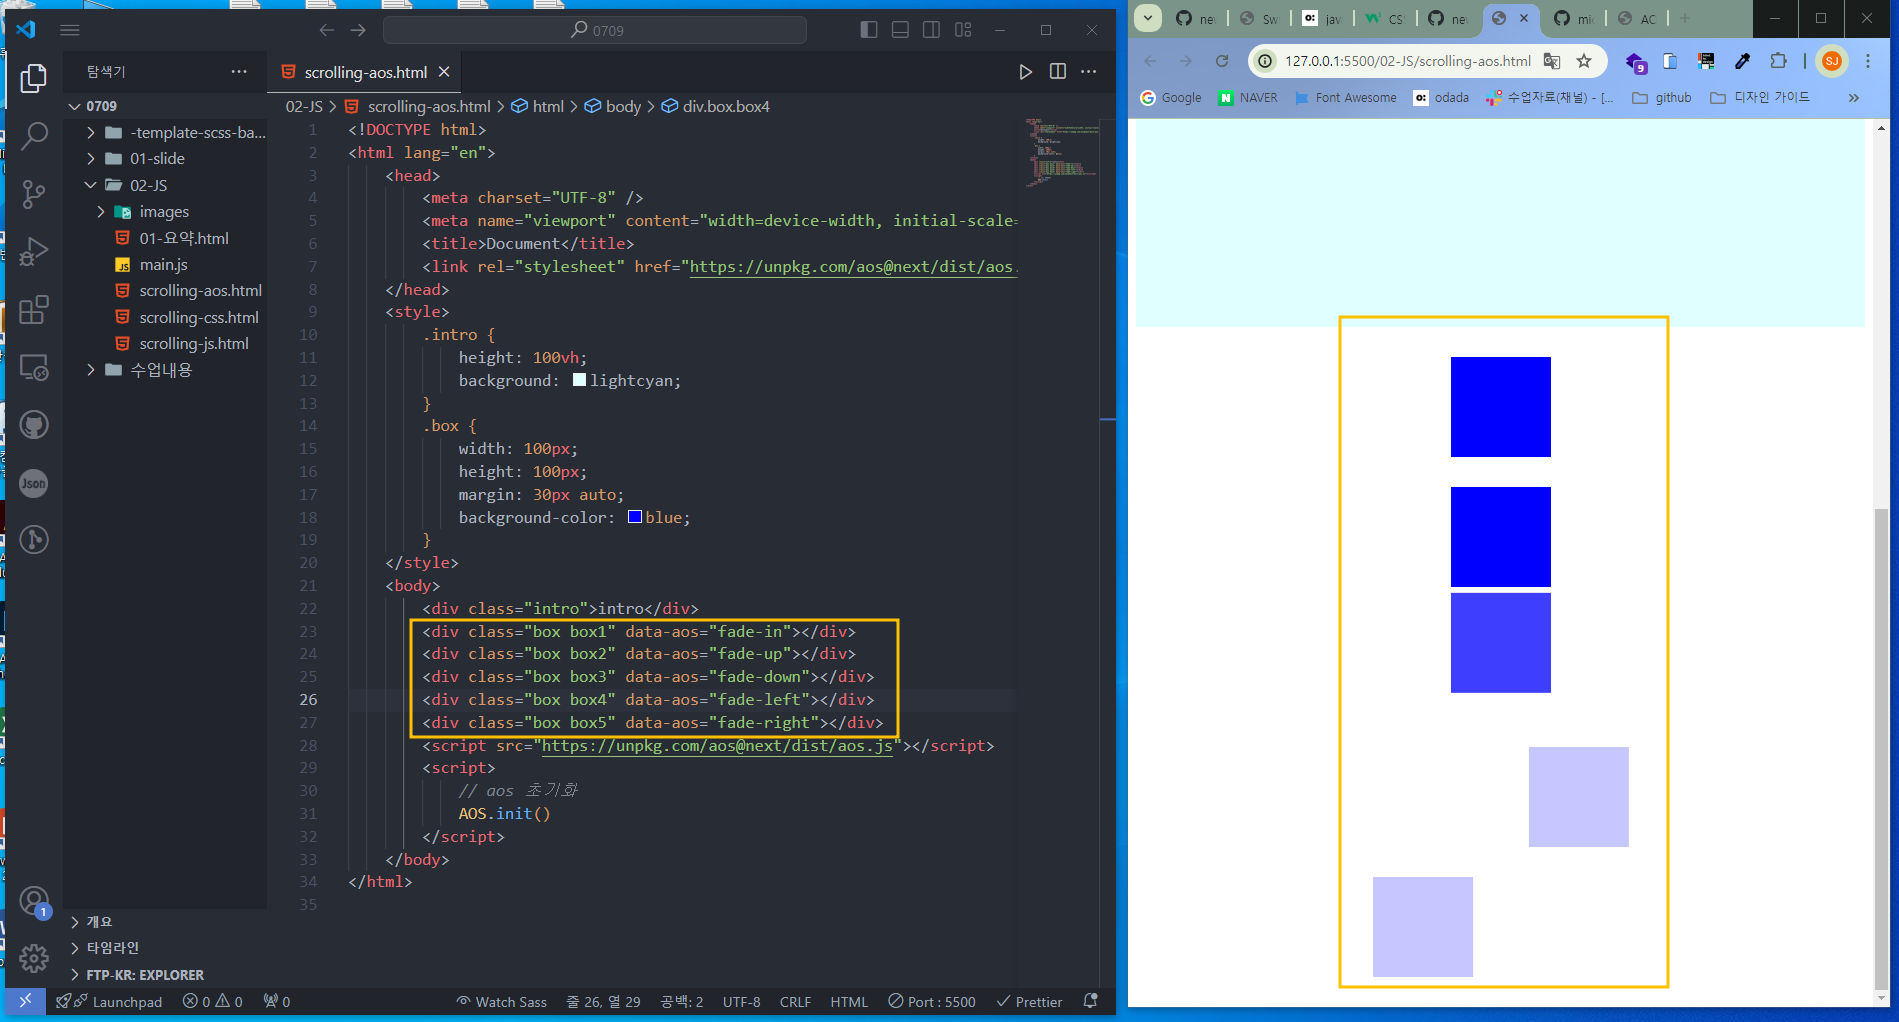 0709
탐색기
scrolling-aos.html
0709
-template-scss-ba...
01-slide
02-JS
images
01-요약.html
main.js
scrolling-aos.html
scrolling-css.html
scrolling-js.html
수업내용
개요
타임라인
FTP-KR: EXPLORER
Json
1
02-JS > scrolling-aos.html > html > body > div.box.box4
1 <!DOCTYPE html>
2 <html lang="en">
3 <head>
4 <meta charset="UTF-8" />
5 <meta name="viewport" content="width=device-width, initial-scale=
6 <title>Document</title>
7 <link rel="stylesheet" href="https://unpkg.com/aos@next/dist/aos.
8 </head>
9 <style>
10 .intro {
11 height: 100vh;
12 background: lightcyan;
13 }
14 .box {
15 width: 100px;
16 height: 100px;
17 margin: 30px auto;
18 background-color: blue;
19 }
20 </style>
21 <body>
22 <div class="intro">intro</div>
23 <div class="box box1" data-aos="fade-in"></div>
24 <div class="box box2" data-aos="fade-up"></div>
25 <div class="box box3" data-aos="fade-down"></div>
26 <div class="box box4" data-aos="fade-left"></div>
27 <div class="box box5" data-aos="fade-right"></div>
28 <script src="https://unpkg.com/aos@next/dist/aos.js"></script>
29 <script>
30 // aos 초기화
31 AOS.init()
32 </script>
33 </body>
34 </html>
35
Launchpad 0 0 0 Watch Sass 줄 26, 열 29 공백: 2 UTF-8 CRLF HTML Port : 5500 Prettier
ne Sw jav CS ne mi AC
127.0.0.1:5500/02-JS/scrolling-aos.html 9 SJ
Google NAVER Font Awesome odada 수업자료(채널) - [... github 디자인 가이드